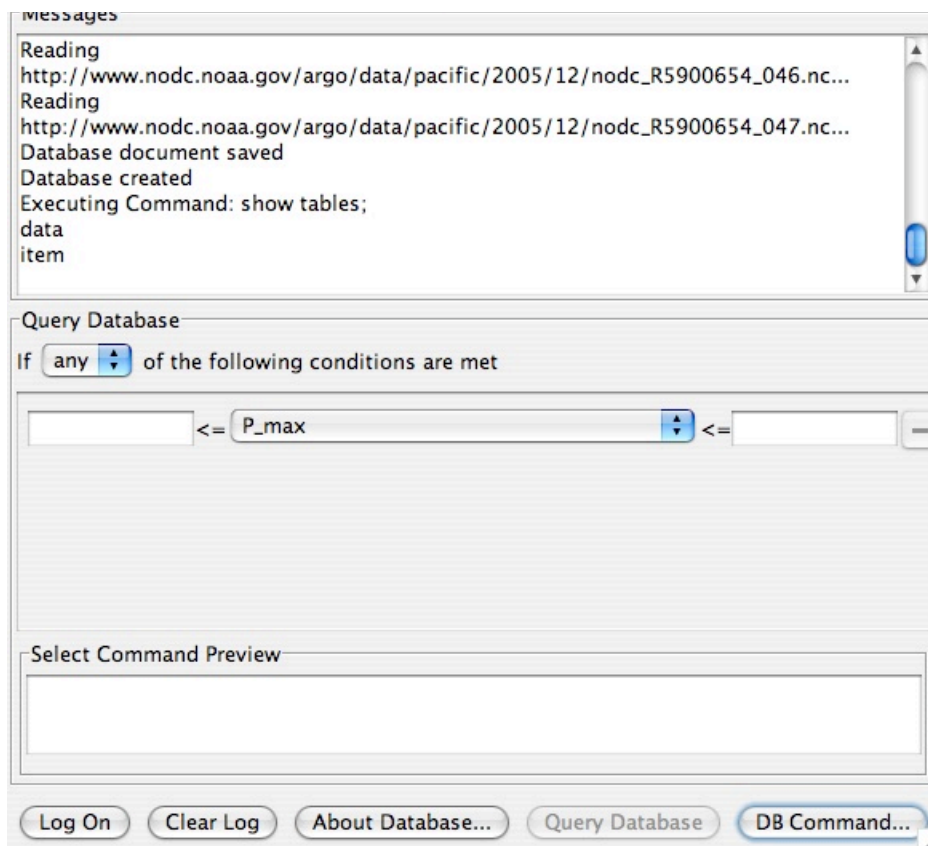 Messages
Reading
http://www.nodc.noaa.gov/argo/data/pacific/2005/12/nodc_R5900654_046.nc...
Reading
http://www.nodc.noaa.gov/argo/data/pacific/2005/12/nodc_R5900654_047.nc...
Database document saved
Database created
Executing Command: show tables;
data
item
Query Database
If any of the following conditions are met
<= P_max <=
Select Command Preview
Log On Clear Log About Database... Query Database DB Command...